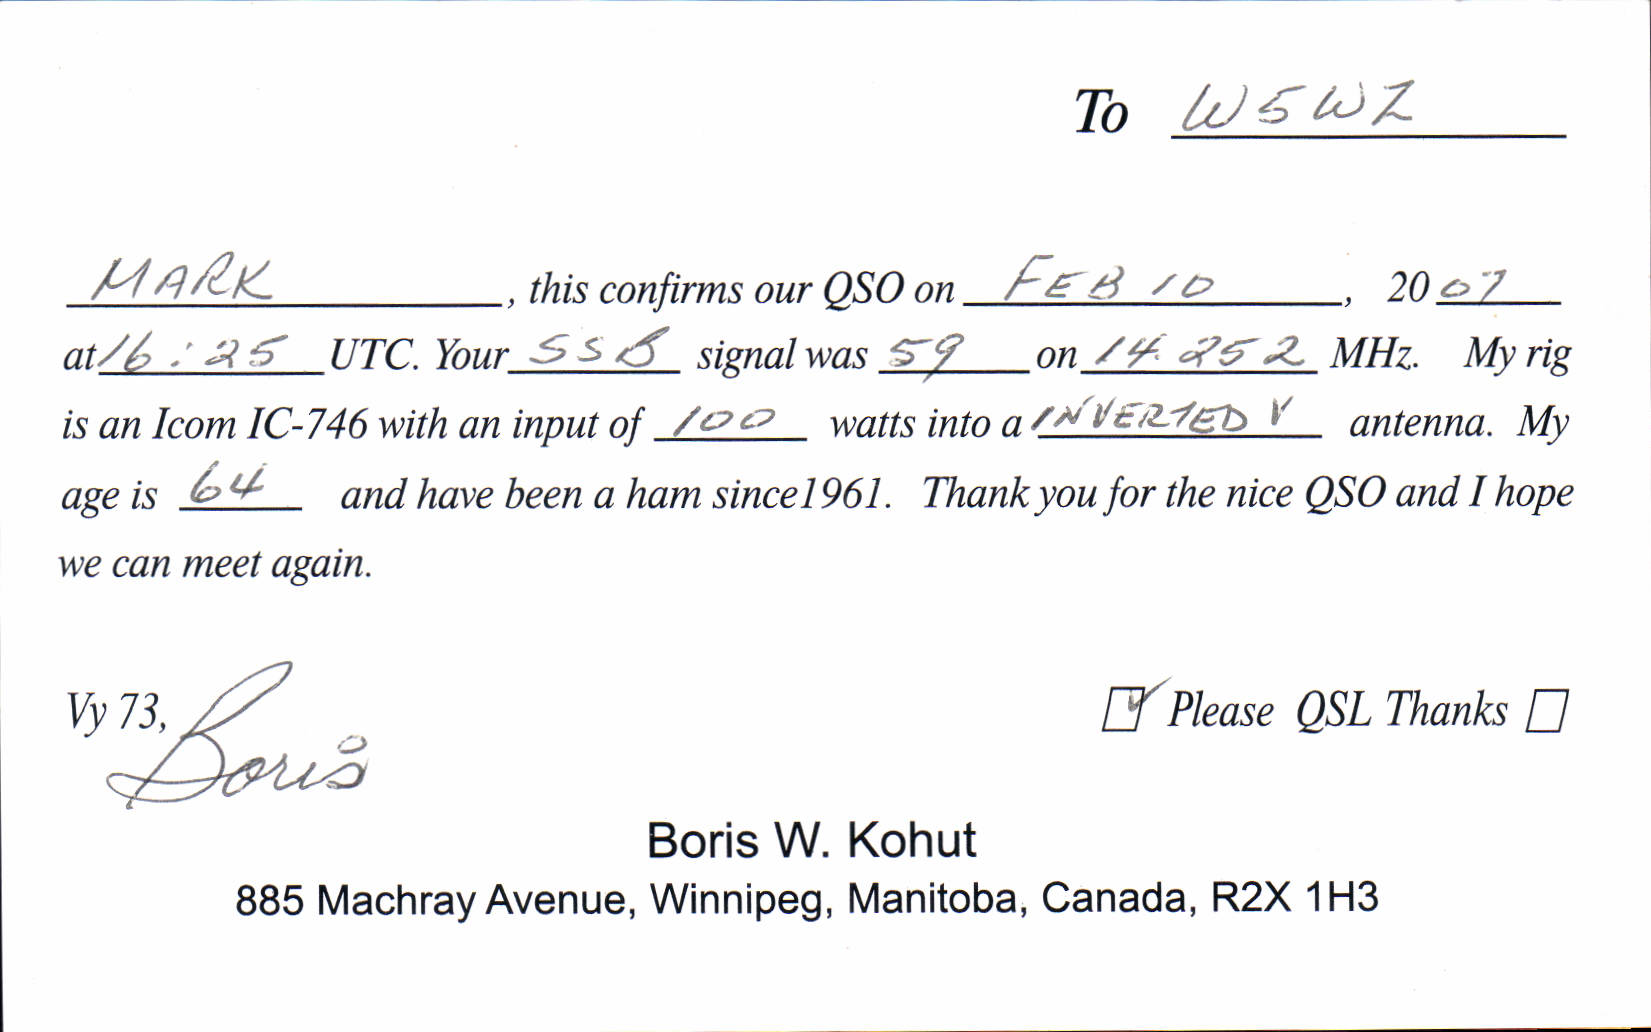 To W5WZ
MARK, this confirms our QSO on FEB 10, 2007
at 16:25 UTC. Your SSB signal was 59 on 14.252 MHz. My rig
is an Icom IC-746 with an input of 100 watts into a INVERTED V antenna. My
age is 64 and have been a ham since1961. Thank you for the nice QSO and I hope
we can meet again.
Vy 73, Boris
Please QSL Thanks
Boris W. Kohut
885 Machray Avenue, Winnipeg, Manitoba, Canada, R2X 1H3